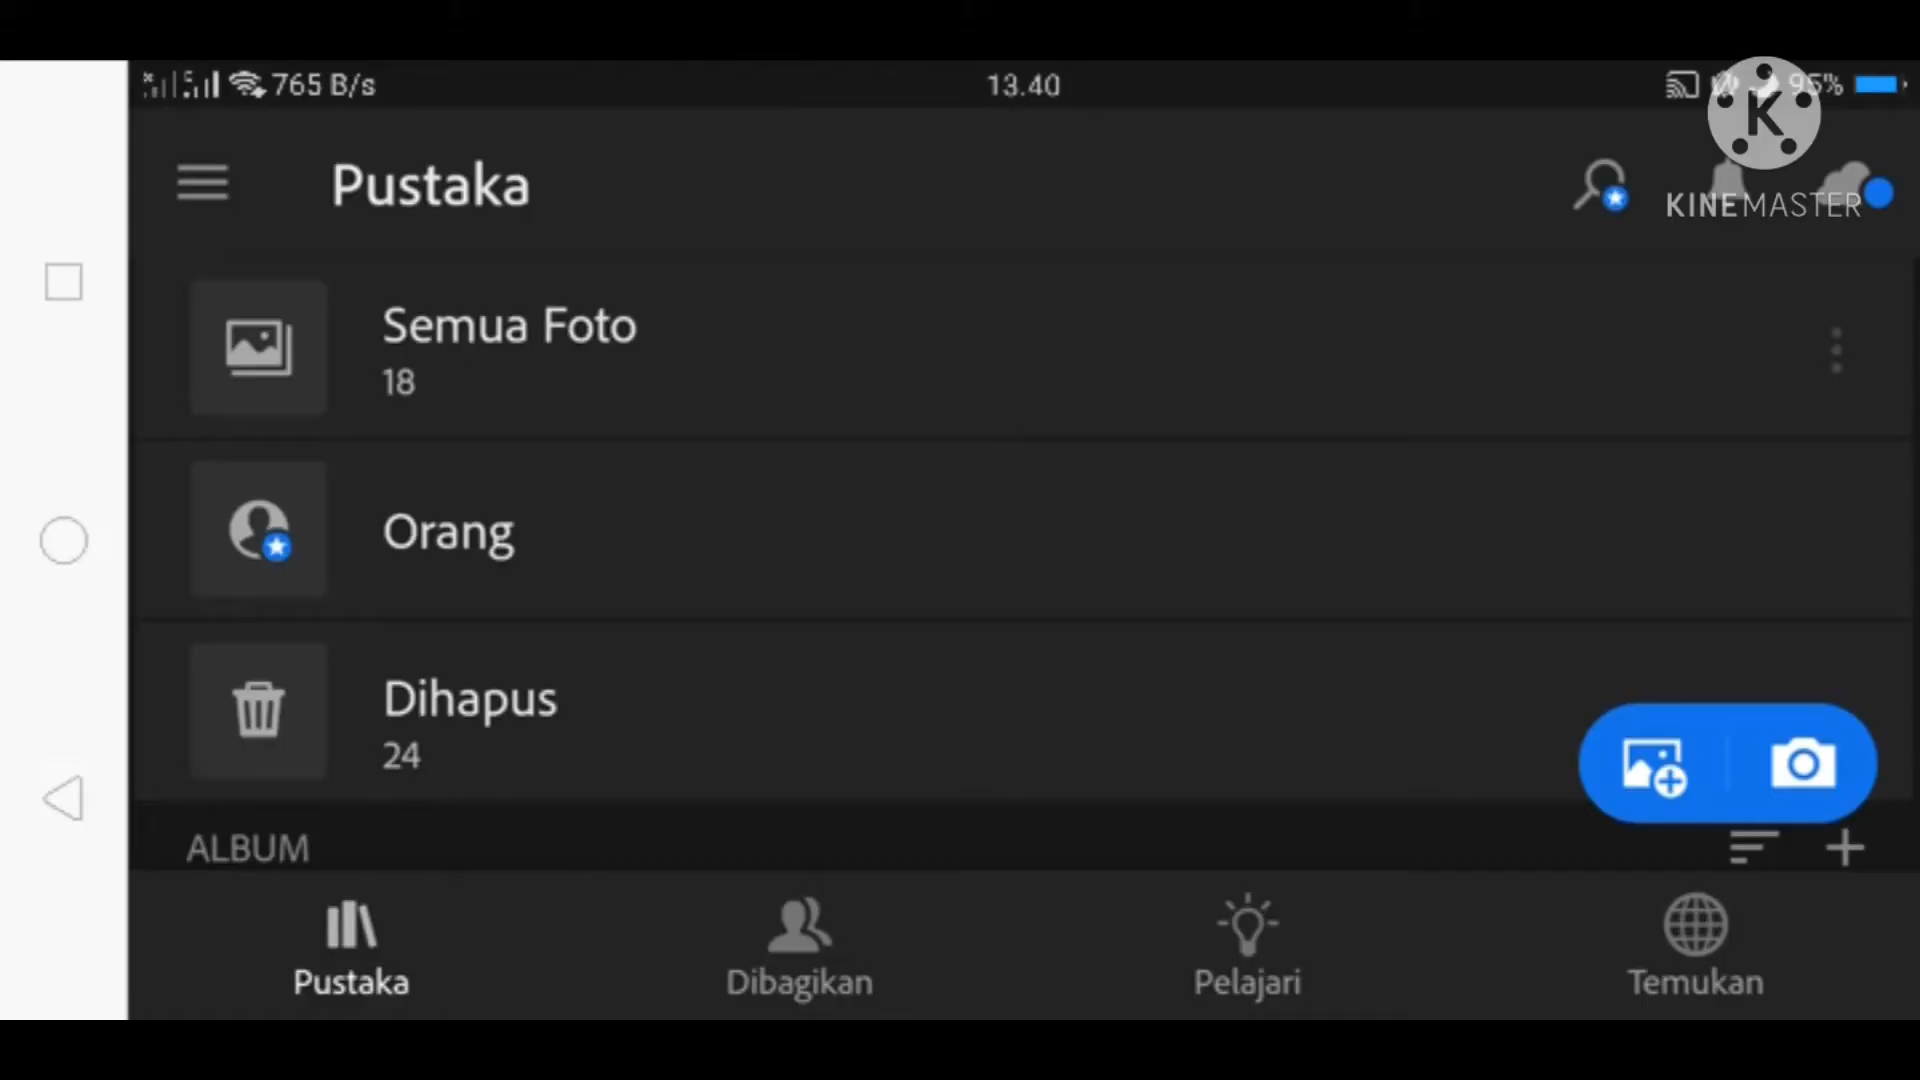 765 B/s
13.40
95%
Pustaka
KINEMASTER
Semua Foto
18
Orang
Dihapus
24
ALBUM
Pustaka
Dibagikan
Pelajari
Temukan